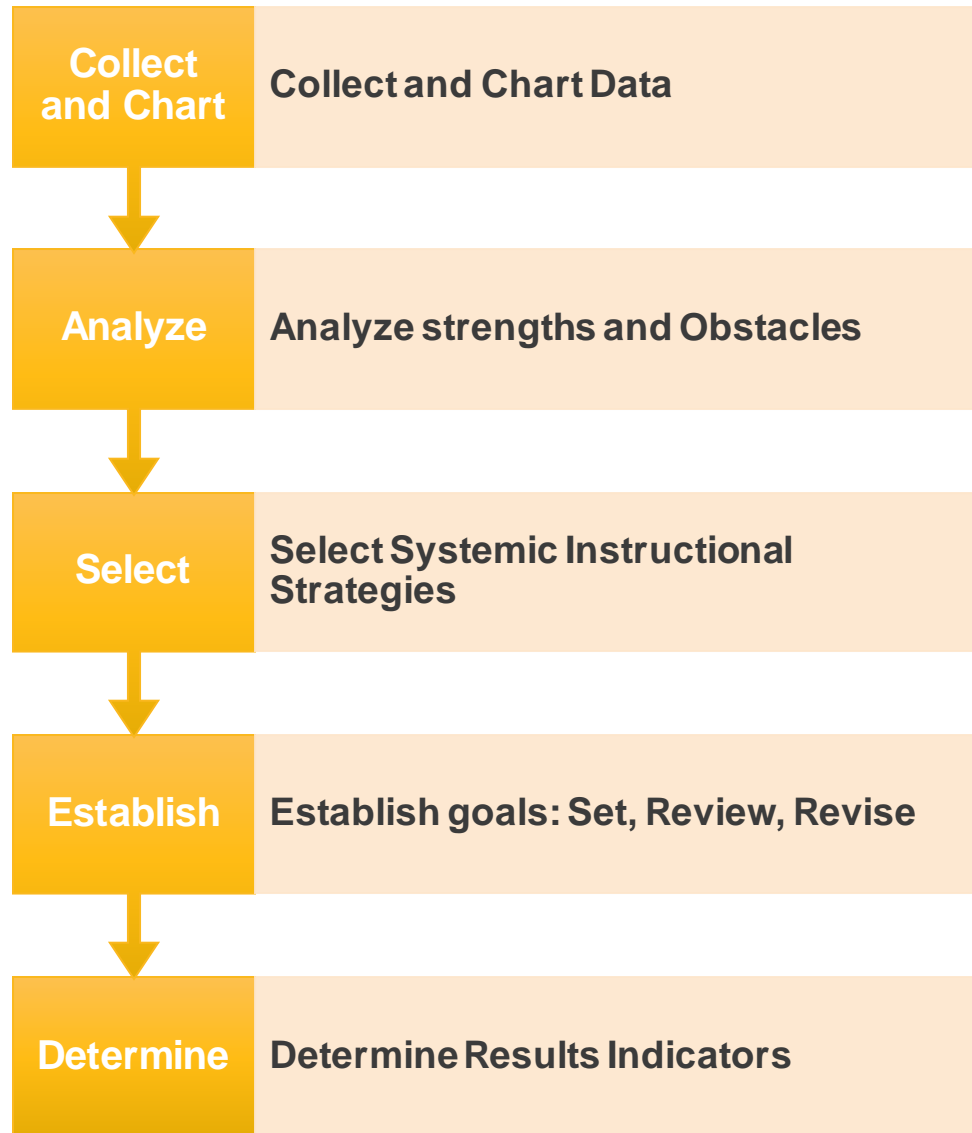 Collect
and Chart
Collect and Chart Data
Analyze
Analyze strengths and Obstacles
Select
Select Systemic Instructional
Strategies
Establish
Establish goals: Set, Review, Revise
Determine
Determine Results Indicators